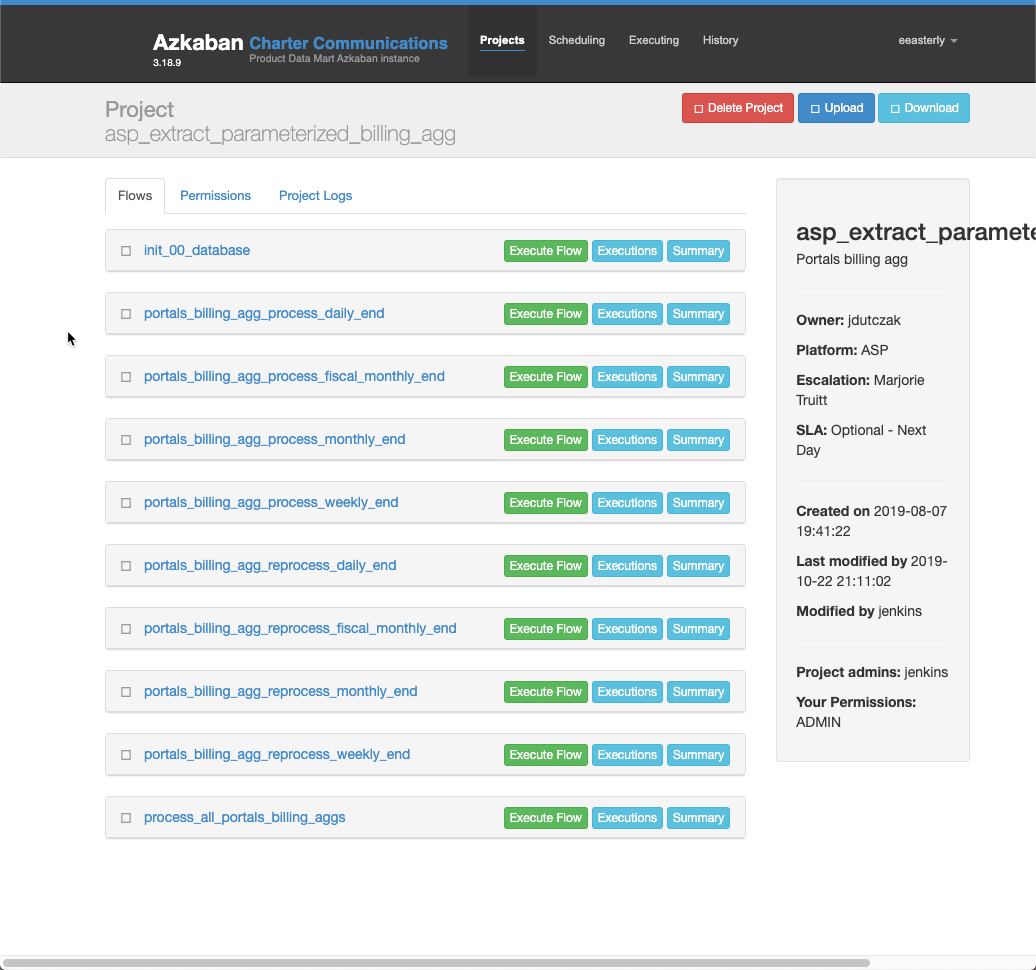 Azkaban Charter Communications
3.18.9 Product Data Mart Azkaban instance
Projects Scheduling Executing History eeasterly
Project
asp_extract_parameterized_billing_agg
Delete Project Upload Download
Flows Permissions Project Logs
init_00_database Execute Flow Executions Summary
portals_billing_agg_process_daily_end Execute Flow Executions Summary
portals_billing_agg_process_fiscal_monthly_end Execute Flow Executions Summary
portals_billing_agg_process_monthly_end Execute Flow Executions Summary
portals_billing_agg_process_weekly_end Execute Flow Executions Summary
portals_billing_agg_reprocess_daily_end Execute Flow Executions Summary
portals_billing_agg_reprocess_fiscal_monthly_end Execute Flow Executions Summary
portals_billing_agg_reprocess_monthly_end Execute Flow Executions Summary
portals_billing_agg_reprocess_weekly_end Execute Flow Executions Summary
process_all_portals_billing_aggs Execute Flow Executions Summary
asp_extract_paramete
Portals billing agg
Owner: jdutczak
Platform: ASP
Escalation: Marjorie
Truitt
SLA: Optional - Next
Day
Created on 2019-08-07
19:41:22
Last modified by 2019-
10-22 21:11:02
Modified by jenkins
Project admins: jenkins
Your Permissions:
ADMIN